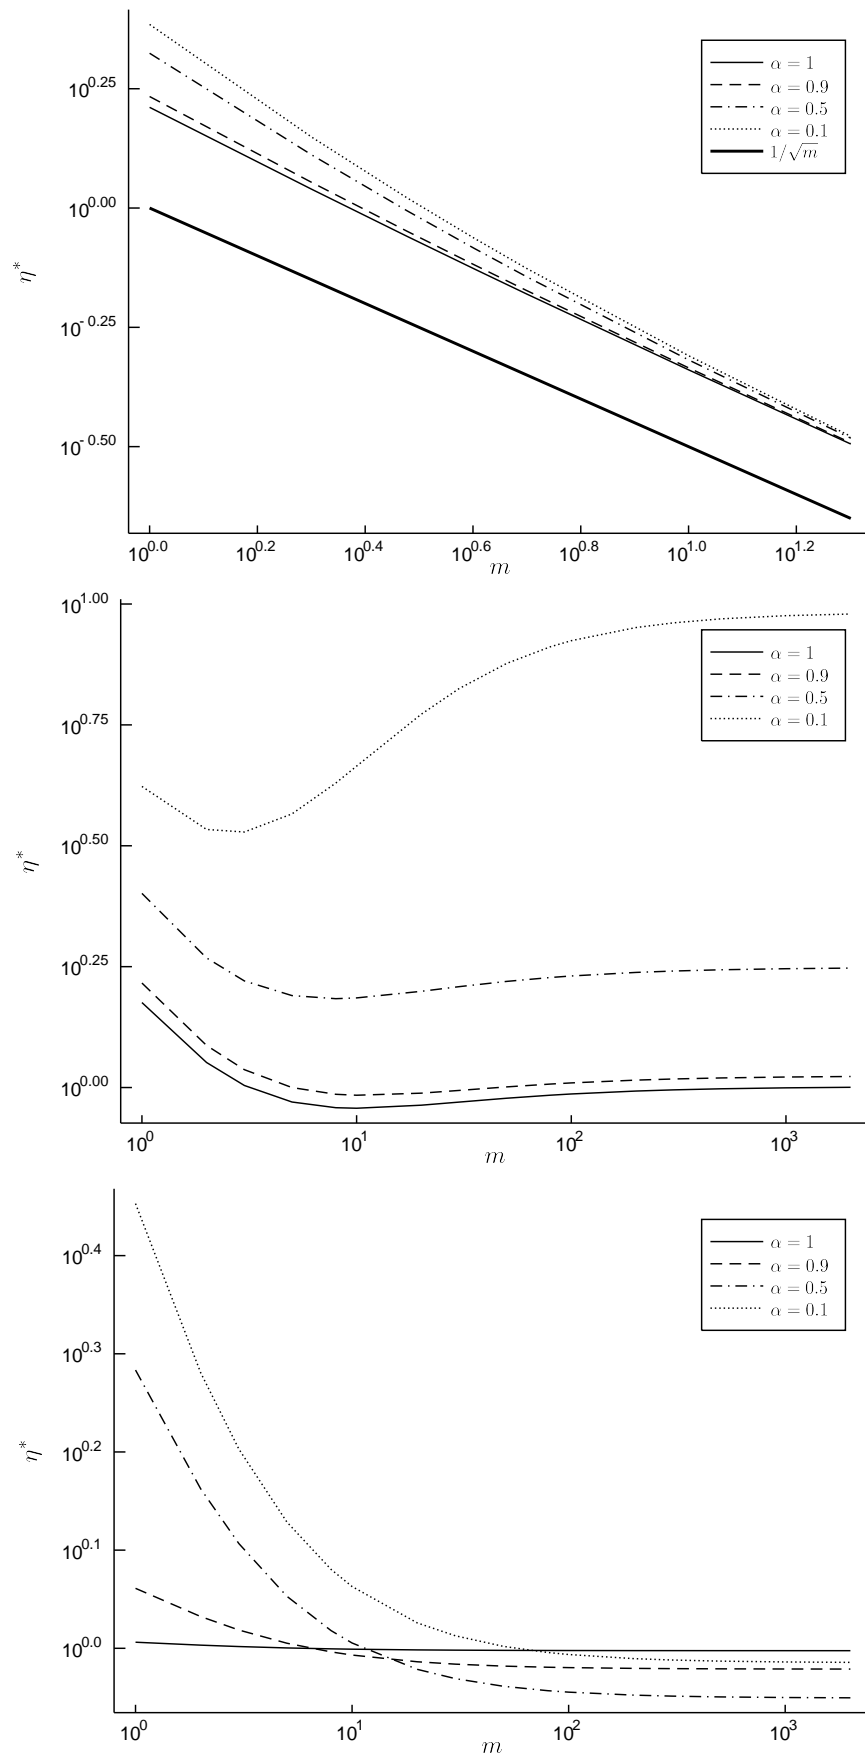 10^0.25
10^0.00
10^-0.25
10^-0.50
η*
10^0.0 10^0.2 10^0.4 10^0.6 10^0.8 10^1.0 10^1.2
m
α = 1
α = 0.9
α = 0.5
α = 0.1
1/√m
10^1.00
10^0.75
10^0.50
10^0.25
10^0.00
η*
10^0 10^1 10^2 10^3
m
α = 1
α = 0.9
α = 0.5
α = 0.1
10^0.4
10^0.3
10^0.2
10^0.1
10^0.0
η*
10^0 10^1 10^2 10^3
m
α = 1
α = 0.9
α = 0.5
α = 0.1